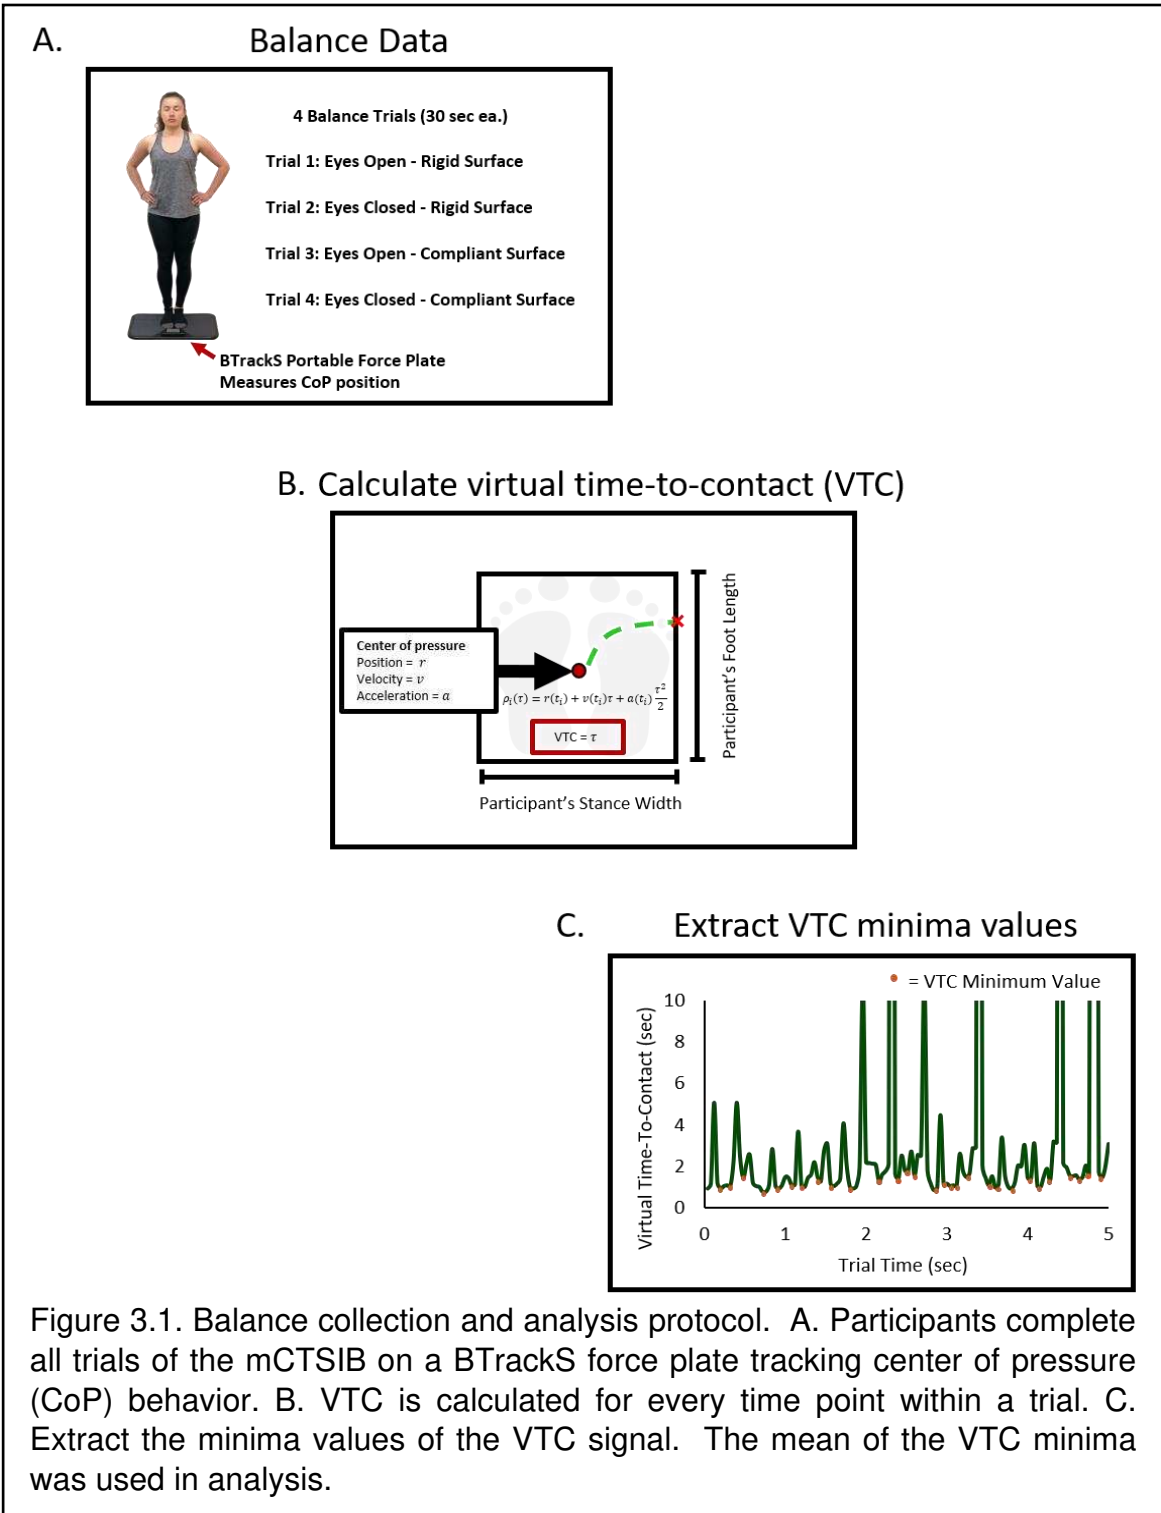 A.
Balance Data
4 Balance Trials (30 sec ea.)
Trial 1: Eyes Open - Rigid Surface
Trial 2: Eyes Closed - Rigid Surface
Trial 3: Eyes Open - Compliant Surface
Trial 4: Eyes Closed - Compliant Surface
BTrackS Portable Force Plate
Measures CoP position
B. Calculate virtual time-to-contact (VTC)
Center of pressure
Position = r
Velocity = v
Acceleration = a
ρᵢ(τ) = r(tᵢ) + v(tᵢ)τ + a(tᵢ) τ²/2
VTC = τ
Participant's Foot Length
Participant's Stance Width
C.
Extract VTC minima values
= VTC Minimum Value
Virtual Time-To-Contact (sec)
10
8
6
4
2
0
0 1 2 3 4 5
Trial Time (sec)
Figure 3.1. Balance collection and analysis protocol. A. Participants complete
all trials of the mCTSIB on a BTrackS force plate tracking center of pressure
(CoP) behavior. B. VTC is calculated for every time point within a trial. C.
Extract the minima values of the VTC signal. The mean of the VTC minima
was used in analysis.